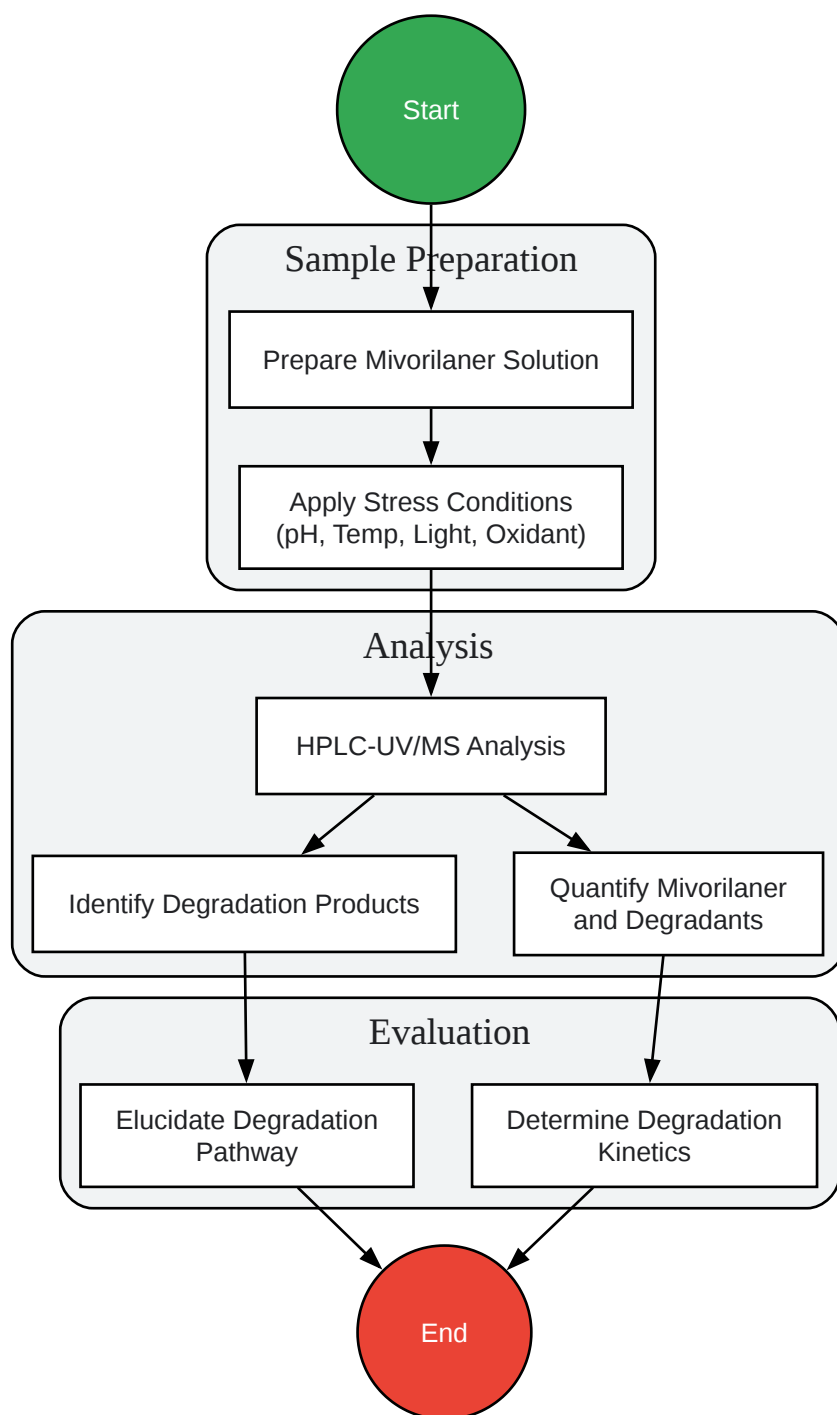 Start
Sample Preparation
Prepare Mivorilaner Solution
Apply Stress Conditions
(pH, Temp, Light, Oxidant)
Analysis
HPLC-UV/MS Analysis
Identify Degradation Products
Quantify Mivorilaner
and Degradants
Evaluation
Elucidate Degradation
Pathway
Determine Degradation
Kinetics
End